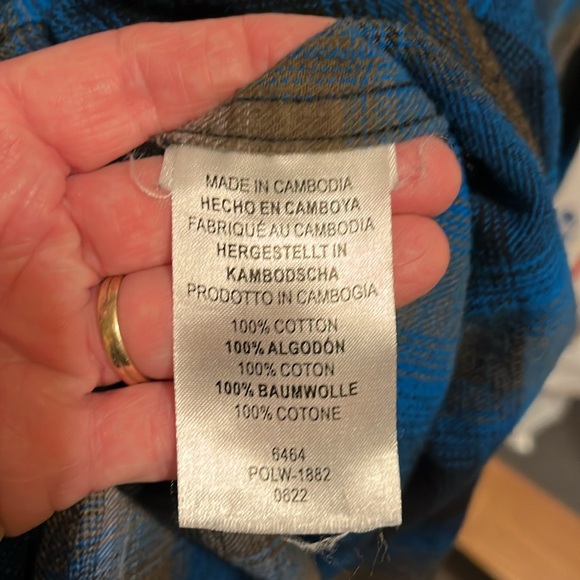 MADE IN CAMBODIA
HECHO EN CAMBOYA
FABRIQUÉ AU CAMBODIA
HERGESTELLT IN
KAMBODSCHA
PRODOTTO IN CAMBOGIA
100% COTTON
100% ALGODÓN
100% COTON
100% BAUMWOLLE
100% COTONE
6464
POLW-1882
0822